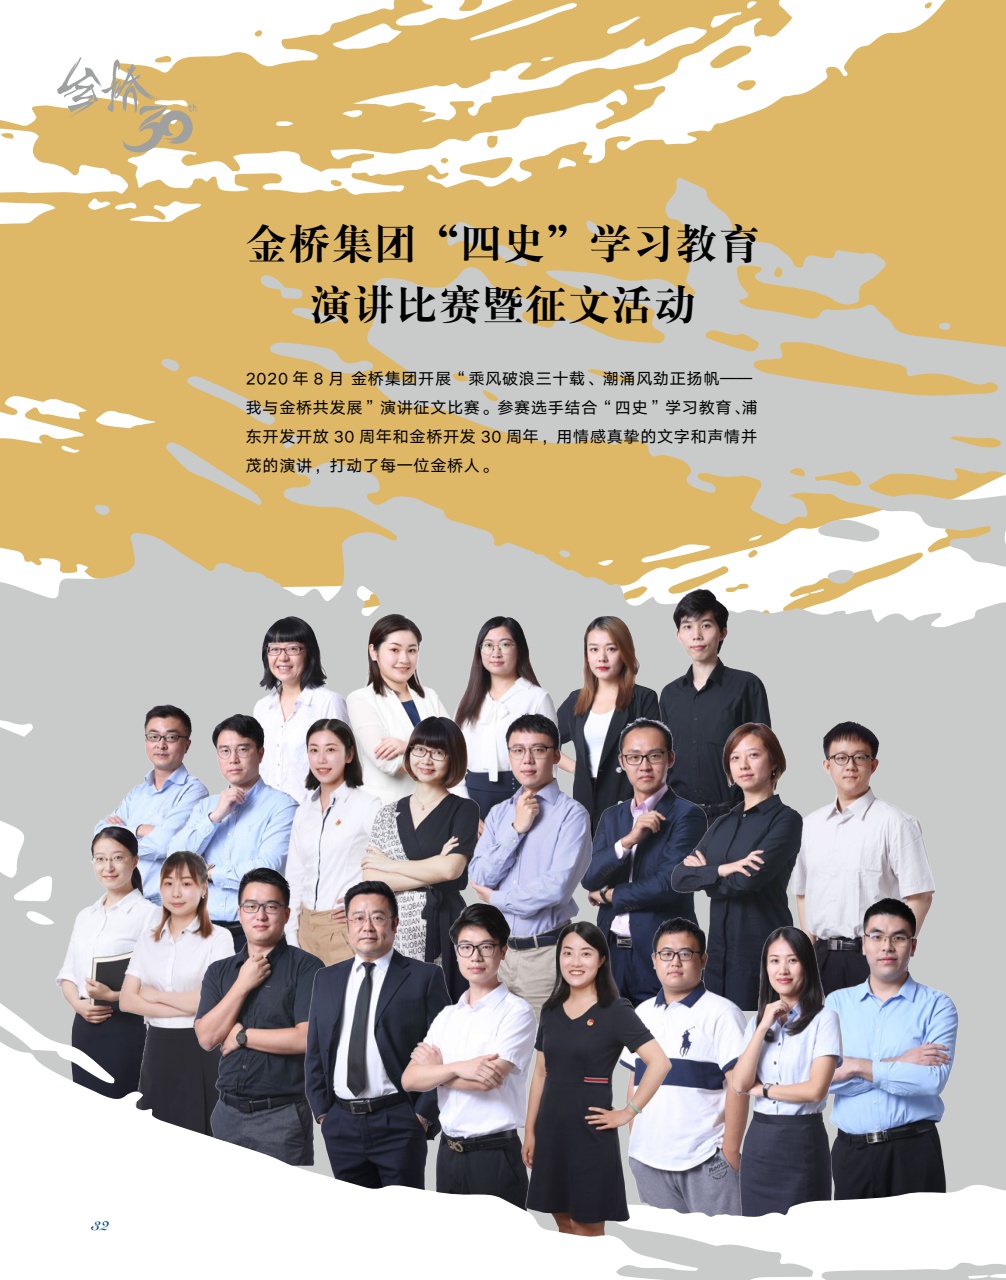 金桥
30th
金桥集团“四史”学习教育
演讲比赛暨征文活动
2020 年 8 月 金桥集团开展“乘风破浪三十载、潮涌风劲正扬帆——
我与金桥共发展”演讲征文比赛。参赛选手结合“四史”学习教育、浦
东开发开放 30 周年和金桥开发 30 周年，用情感真挚的文字和声情并
茂的演讲，打动了每一位金桥人。
HUOBAN
32